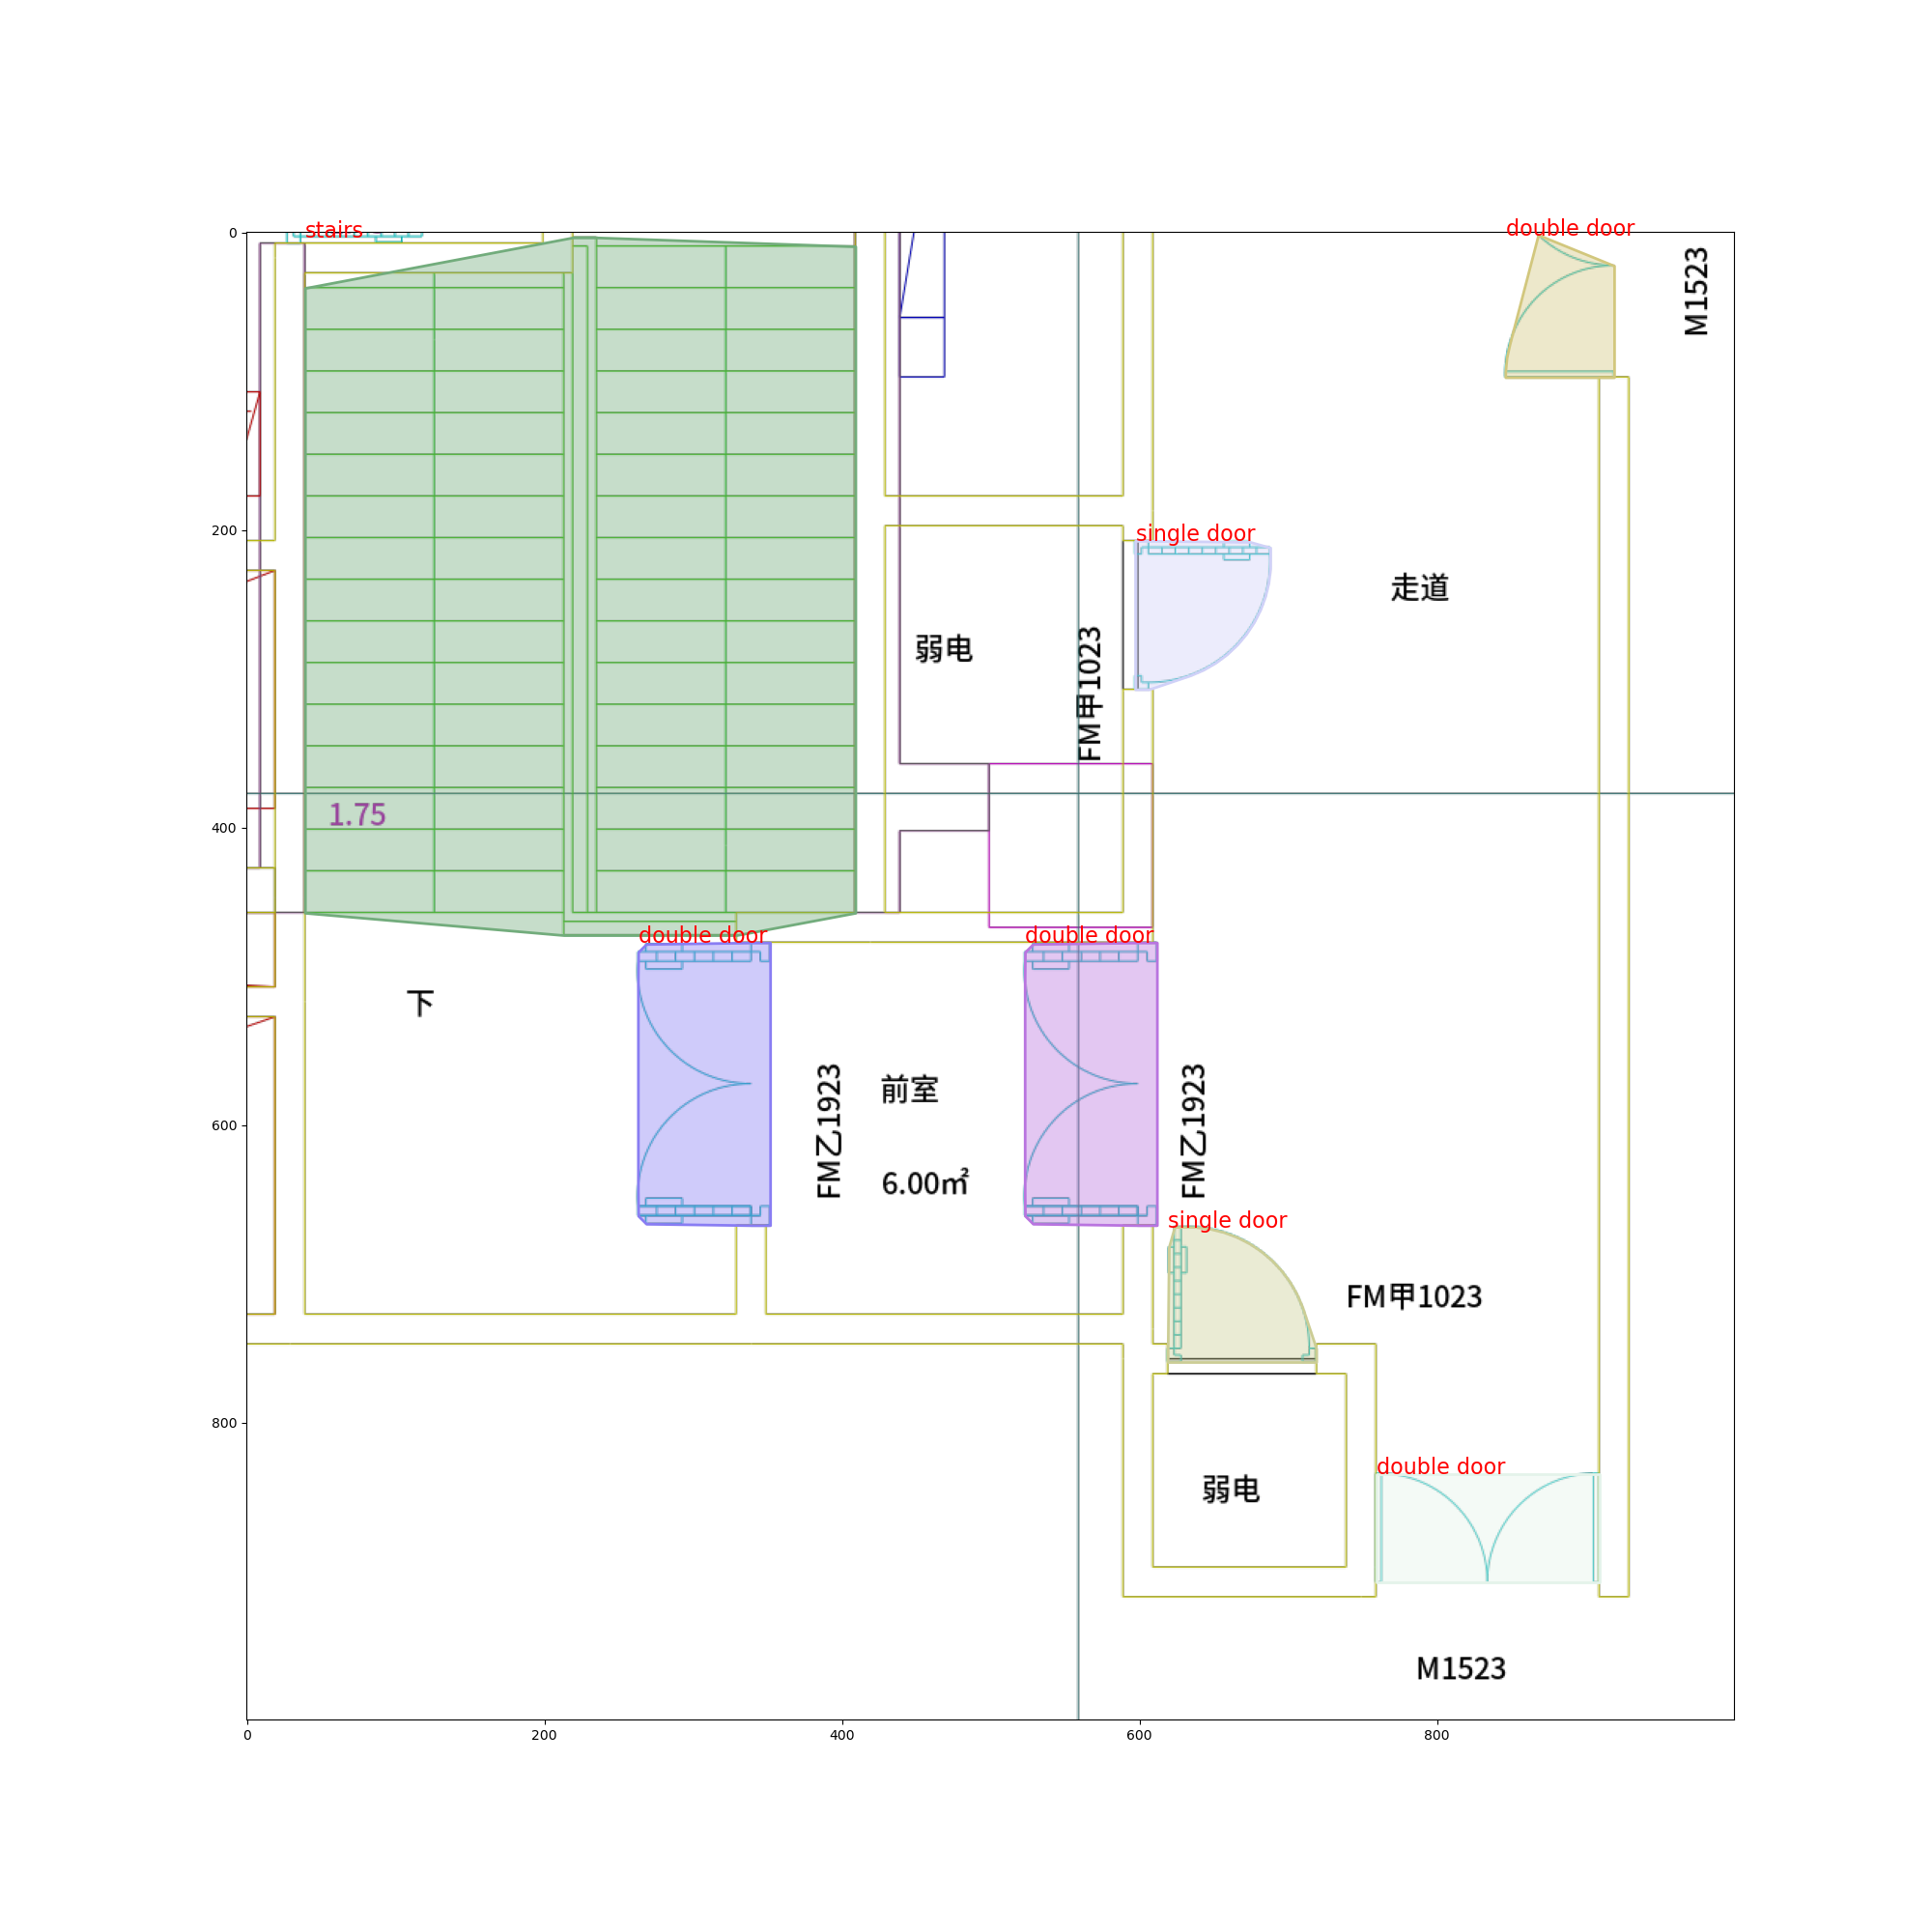 stairs
double door
M1523
0
single door
200
走道
弱电
FM甲1023
1.75
400
double door
double door
下
前室
FM乙1923
FM乙1923
6.00㎡
600
single door
FM甲1023
800
double door
弱电
M1523
0
200
400
600
800